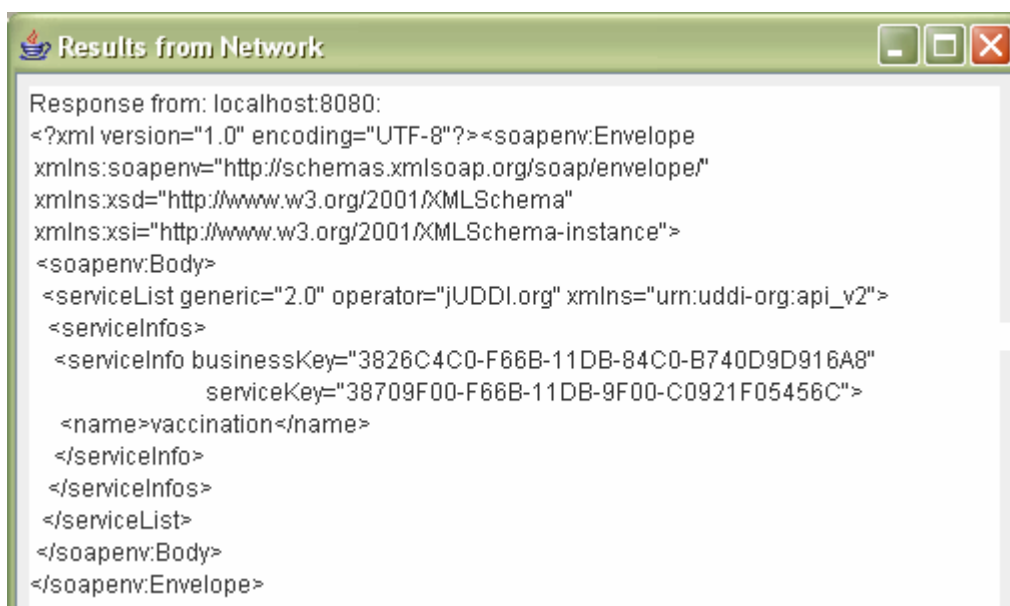 Results from Network
Response from: localhost:8080:
<?xml version="1.0" encoding="UTF-8"?><soapenv:Envelope
xmlns:soapenv="http://schemas.xmlsoap.org/soap/envelope/"
xmlns:xsd="http://www.w3.org/2001/XMLSchema"
xmlns:xsi="http://www.w3.org/2001/XMLSchema-instance">
<soapenv:Body>
<serviceList generic="2.0" operator="jUDDI.org" xmlns="urn:uddi-org:api_v2">
<serviceInfos>
<serviceInfo businessKey="3826C4C0-F66B-11DB-84C0-B740D9D916A8"
serviceKey="38709F00-F66B-11DB-9F00-C0921F05456C">
<name>vaccination</name>
</serviceInfo>
</serviceInfos>
</serviceList>
</soapenv:Body>
</soapenv:Envelope>